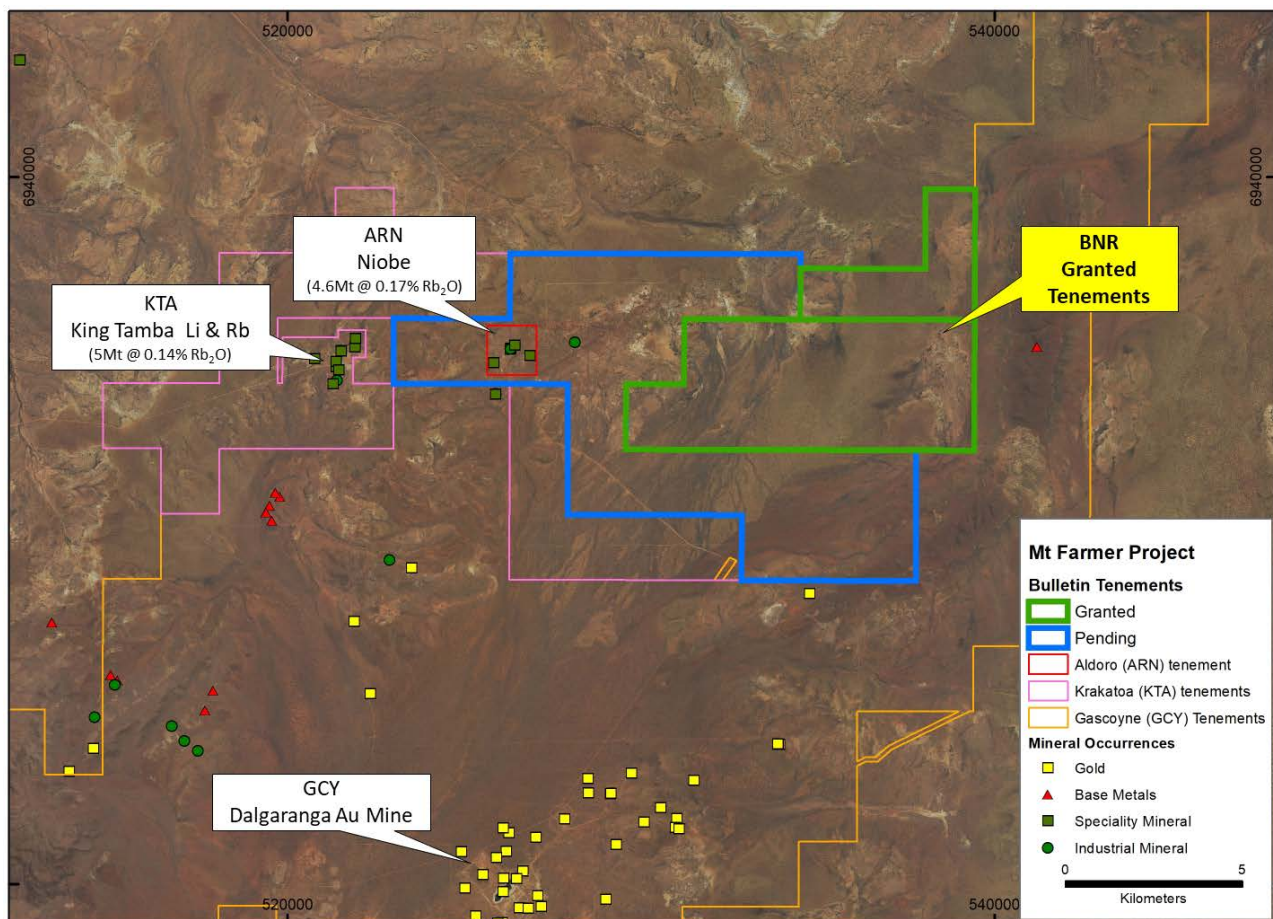 520000
540000
6940000
6940000
ARN
Niobe
(4.6Mt @ 0.17% Rb₂O)
BNR
Granted
Tenements
KTA
King Tamba Li & Rb
(5Mt @ 0.14% Rb₂O)
GCY
Dalgaranga Au Mine
Mt Farmer Project
Bulletin Tenements
Granted
Pending
Aldoro (ARN) tenement
Krakatoa (KTA) tenements
Gascoyne (GCY) Tenements
Mineral Occurrences
Gold
Base Metals
Speciality Mineral
Industrial Mineral
0 5
Kilometers
520000
540000